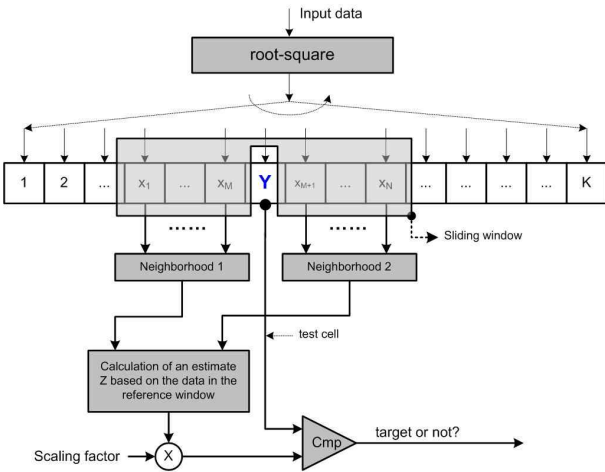 Input data
root-square
1 2 ... x1 ... xM Y xM+1 ... xN ... ... ... ... K
...... ......
Sliding window
Neighborhood 1 Neighborhood 2
test cell
Calculation of an estimate
Z based on the data in the
reference window
target or not?
Cmp
Scaling factor X